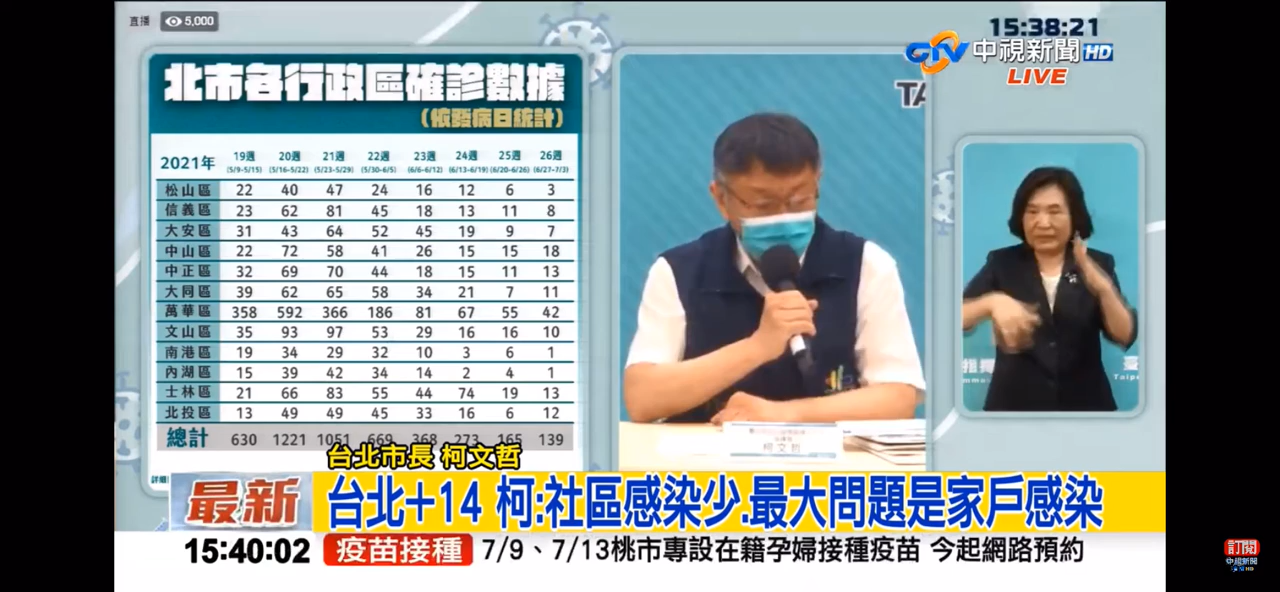 直播 5,000
15:38:21
CTV 中視新聞 HD
LIVE
北市各行政區確診數據
(依發病日統計)
2021年 19週 20週 21週 22週 23週 24週 25週 26週
(5/9-5/15) (5/16-5/22) (5/23-5/29) (5/30-6/5) (6/6-6/12) (6/13-6/19) (6/20-6/26) (6/27-7/3)
松山區 22 40 47 24 16 12 6 3
信義區 23 62 81 45 18 13 11 8
大安區 31 43 64 52 45 19 9 7
中山區 22 72 58 41 26 15 15 18
中正區 32 69 70 44 18 15 11 13
大同區 39 62 65 58 34 21 7 11
萬華區 358 592 366 186 81 67 55 42
文山區 35 93 97 53 29 16 16 10
南港區 19 34 29 32 10 3 6 1
內湖區 15 39 42 34 14 2 4 1
士林區 21 66 83 55 44 74 19 13
北投區 13 49 49 45 33 16 6 12
總計 630 1221 1051 669 368 273 165 139
TA
指揮
臺
Taipe
柯文哲
台北市長 柯文哲
最新
台北+14 柯:社區感染少.最大問題是家戶感染
15:40:02 疫苗接種 7/9、7/13桃市專設在籍孕婦接種疫苗 今起網路預約
訂閱
中視新聞
HD